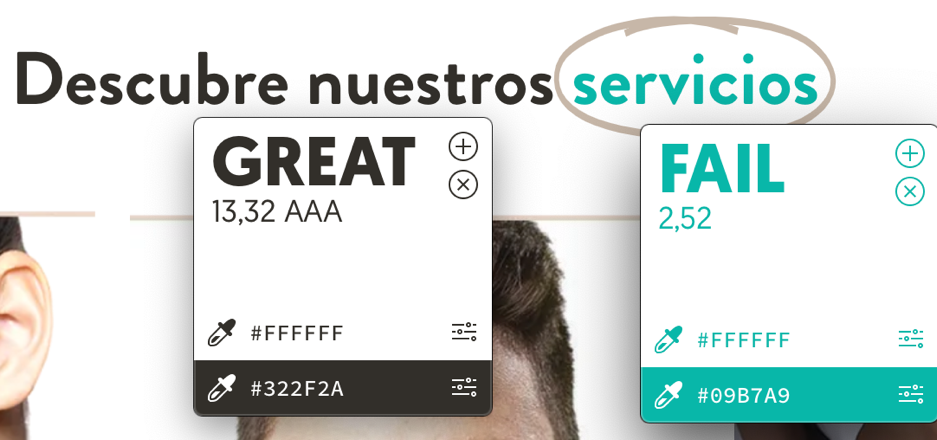 Descubre nuestros servicios
GREAT
13,32 AAA
#FFFFFF
#322F2A
FAIL
2,52
#FFFFFF
#09B7A9